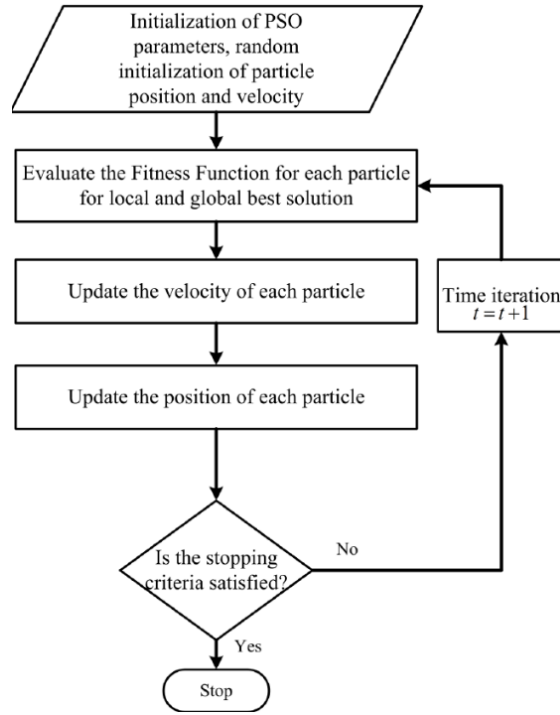 Initialization of PSO
parameters, random
initialization of particle
position and velocity
Evaluate the Fitness Function for each particle
for local and global best solution
Update the velocity of each particle
Time iteration
t = t +1
Update the position of each particle
Is the stopping
criteria satisfied?
No
Yes
Stop